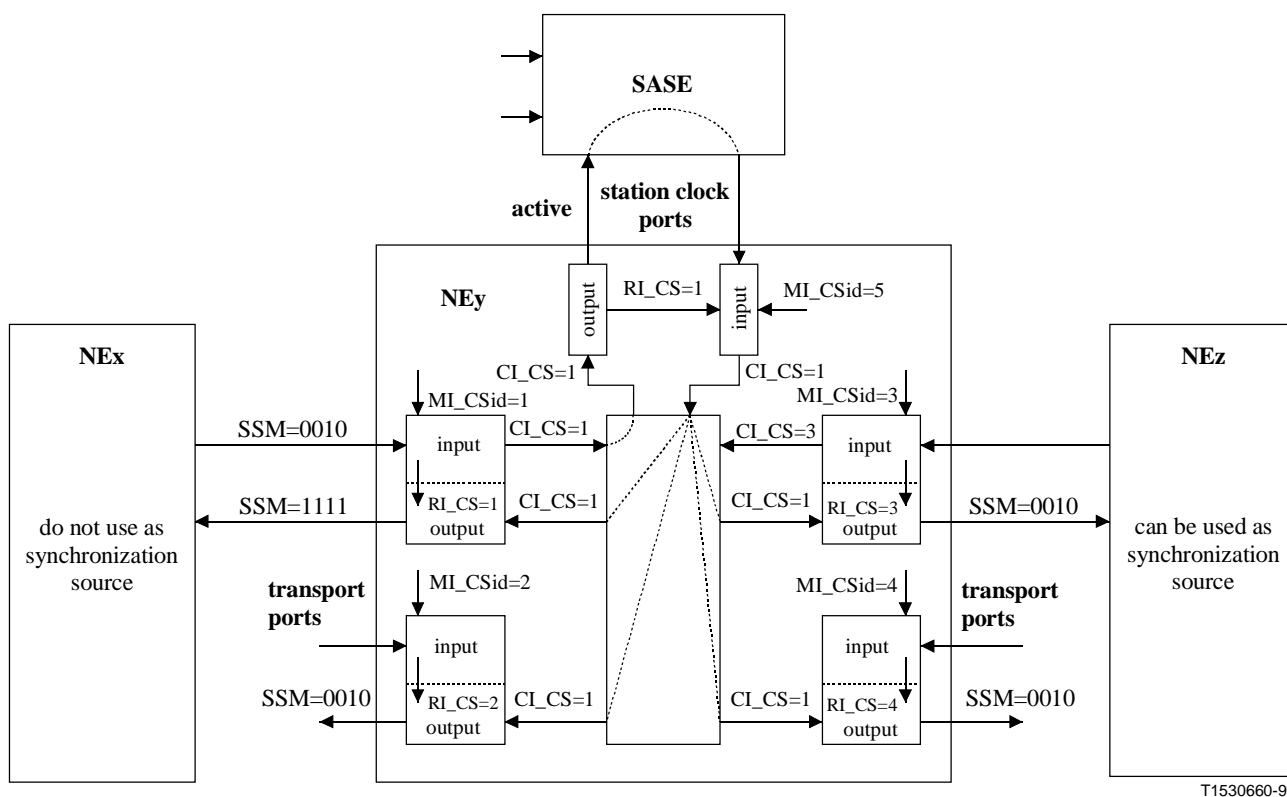 SASE
active
station clock
ports
NEy
output
RI_CS=1
input
MI_CSid=5
CI_CS=1
CI_CS=1
NEx
do not use as
synchronization
source
NEz
can be used as
synchronization
source
MI_CSid=1
SSM=0010
input
CI_CS=1
SSM=1111
RI_CS=1
output
CI_CS=1
MI_CSid=3
CI_CS=3
input
CI_CS=1
RI_CS=3
output
SSM=0010
transport
ports
MI_CSid=2
input
SSM=0010
RI_CS=2
output
CI_CS=1
MI_CSid=4
transport
ports
input
CI_CS=1
RI_CS=4
output
SSM=0010
T1530660-9